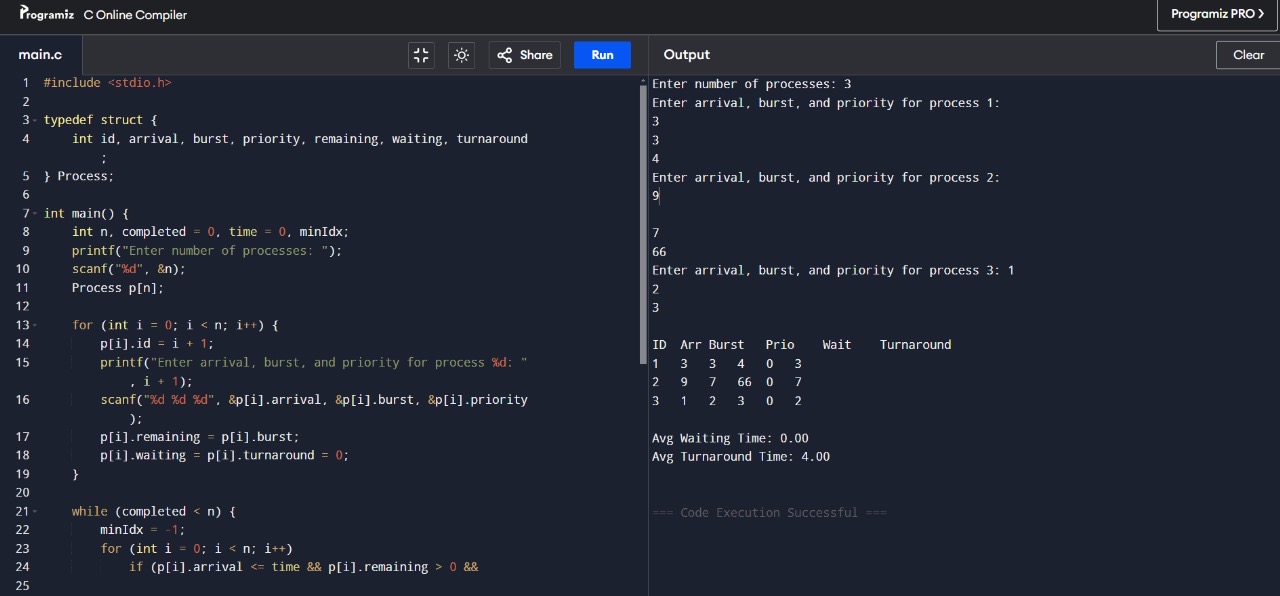 Programiz C Online Compiler
Programiz PRO >
main.c
Share
Run
Output
Clear
1 #include <stdio.h>
2
3 typedef struct {
4 int id, arrival, burst, priority, remaining, waiting, turnaround
;
5 } Process;
6
7 int main() {
8 int n, completed = 0, time = 0, minIdx;
9 printf("Enter number of processes: ");
10 scanf("%d", &n);
11 Process p[n];
12
13 for (int i = 0; i < n; i++) {
14 p[i].id = i + 1;
15 printf("Enter arrival, burst, and priority for process %d: "
, i + 1);
16 scanf("%d %d %d", &p[i].arrival, &p[i].burst, &p[i].priority
);
17 p[i].remaining = p[i].burst;
18 p[i].waiting = p[i].turnaround = 0;
19 }
20
21 while (completed < n) {
22 minIdx = -1;
23 for (int i = 0; i < n; i++)
24 if (p[i].arrival <= time && p[i].remaining > 0 &&
25
Enter number of processes: 3
Enter arrival, burst, and priority for process 1:
3
3
4
Enter arrival, burst, and priority for process 2:
9
7
66
Enter arrival, burst, and priority for process 3: 1
2
3
ID Arr Burst Prio Wait Turnaround
1 3 3 4 0 3
2 9 7 66 0 7
3 1 2 3 0 2
Avg Waiting Time: 0.00
Avg Turnaround Time: 4.00
=== Code Execution Successful ===